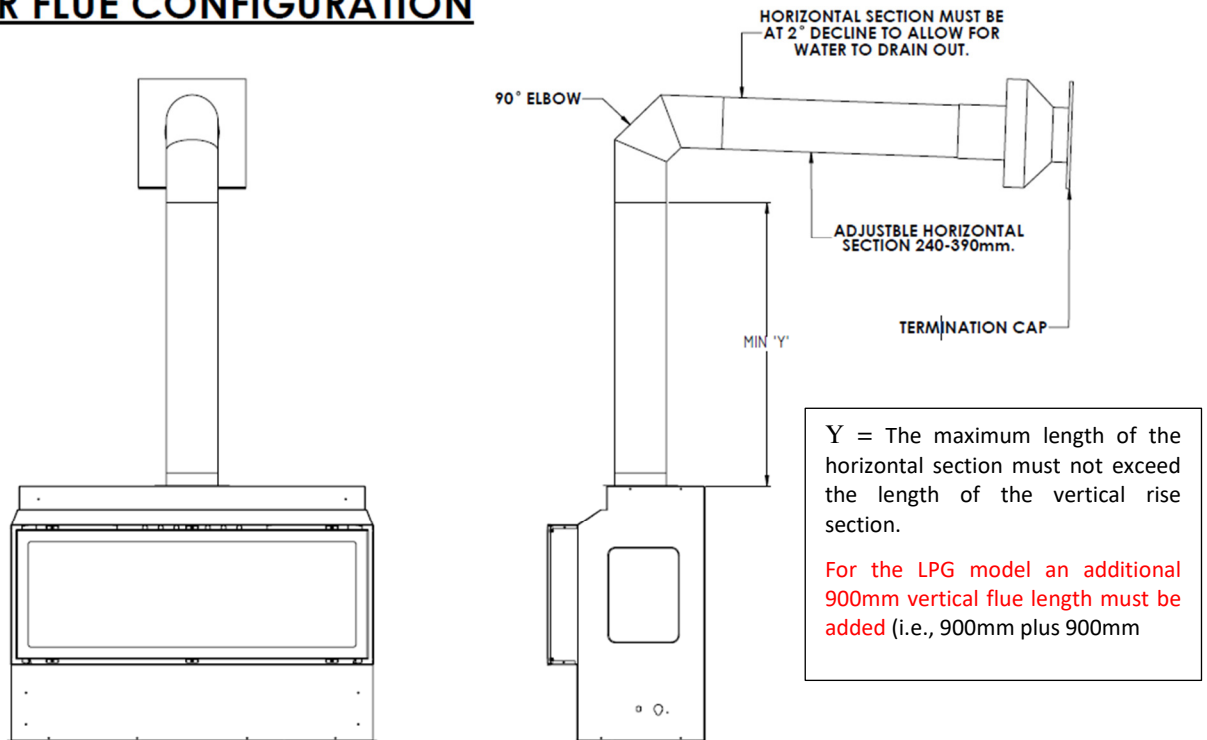 R FLUE CONFIGURATION
HORIZONTAL SECTION MUST BE
AT 2° DECLINE TO ALLOW FOR
WATER TO DRAIN OUT.
90° ELBOW
ADJUSTBLE HORIZONTAL
SECTION 240-390mm.
TERMINATION CAP
MIN 'Y'
Y = The maximum length of the
horizontal section must not exceed
the length of the vertical rise
section.
For the LPG model an additional
900mm vertical flue length must be
added (i.e., 900mm plus 900mm